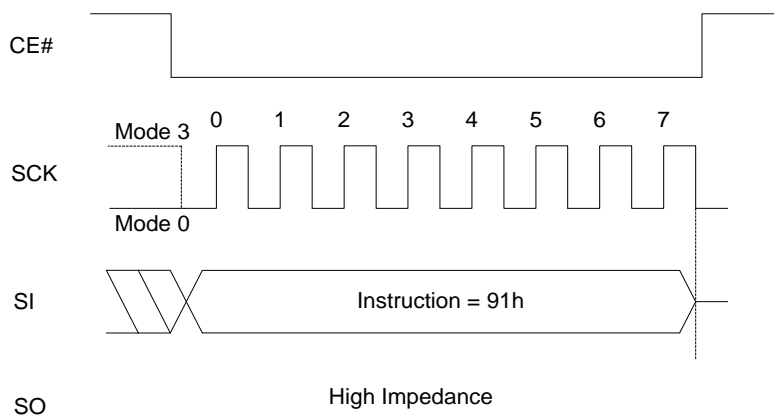 CE#
0 1 2 3 4 5 6 7
Mode 3
SCK
Mode 0
SI
Instruction = 91h
High Impedance
SO